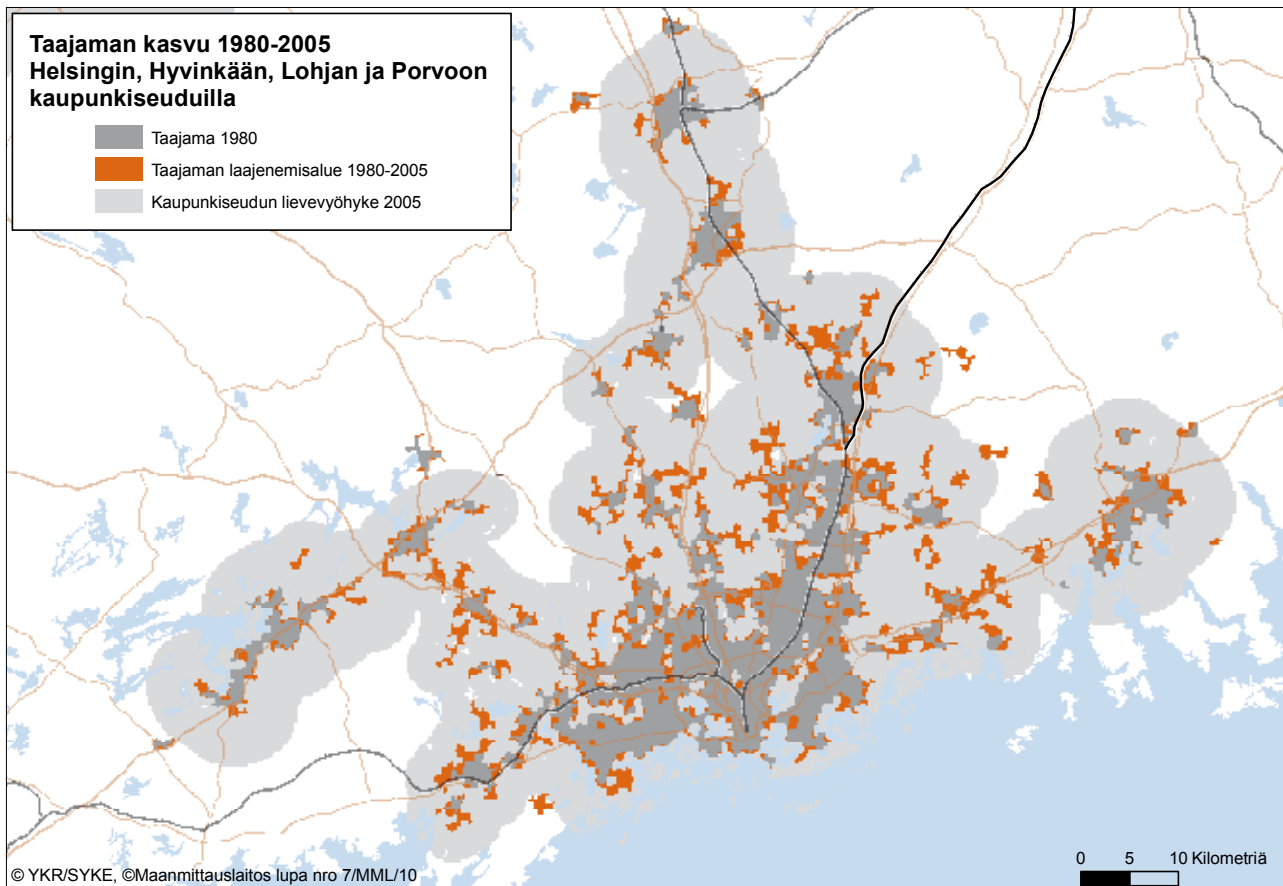 Taajaman kasvu 1980-2005
Helsingin, Hyvinkään, Lohjan ja Porvoon
kaupunkiseuduilla
Taajama 1980
Taajaman laajenemisalue 1980-2005
Kaupunkiseudun lievevyöhyke 2005
© YKR/SYKE, ©Maanmittauslaitos lupa nro 7/MML/10
0 5 10 Kilometriä